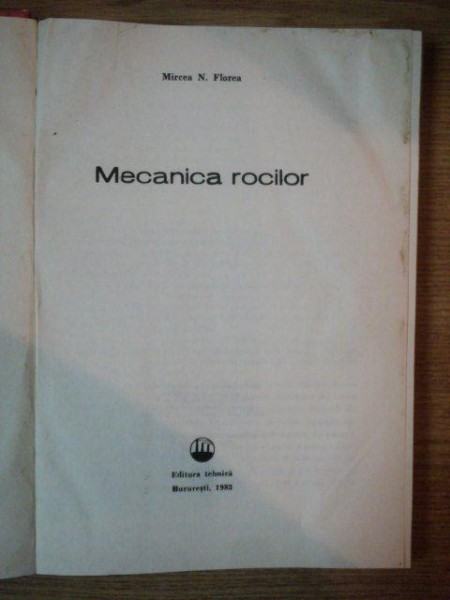 Mircea N. Florea
Mecanica rocilor
Editura tehnică
București, 1983